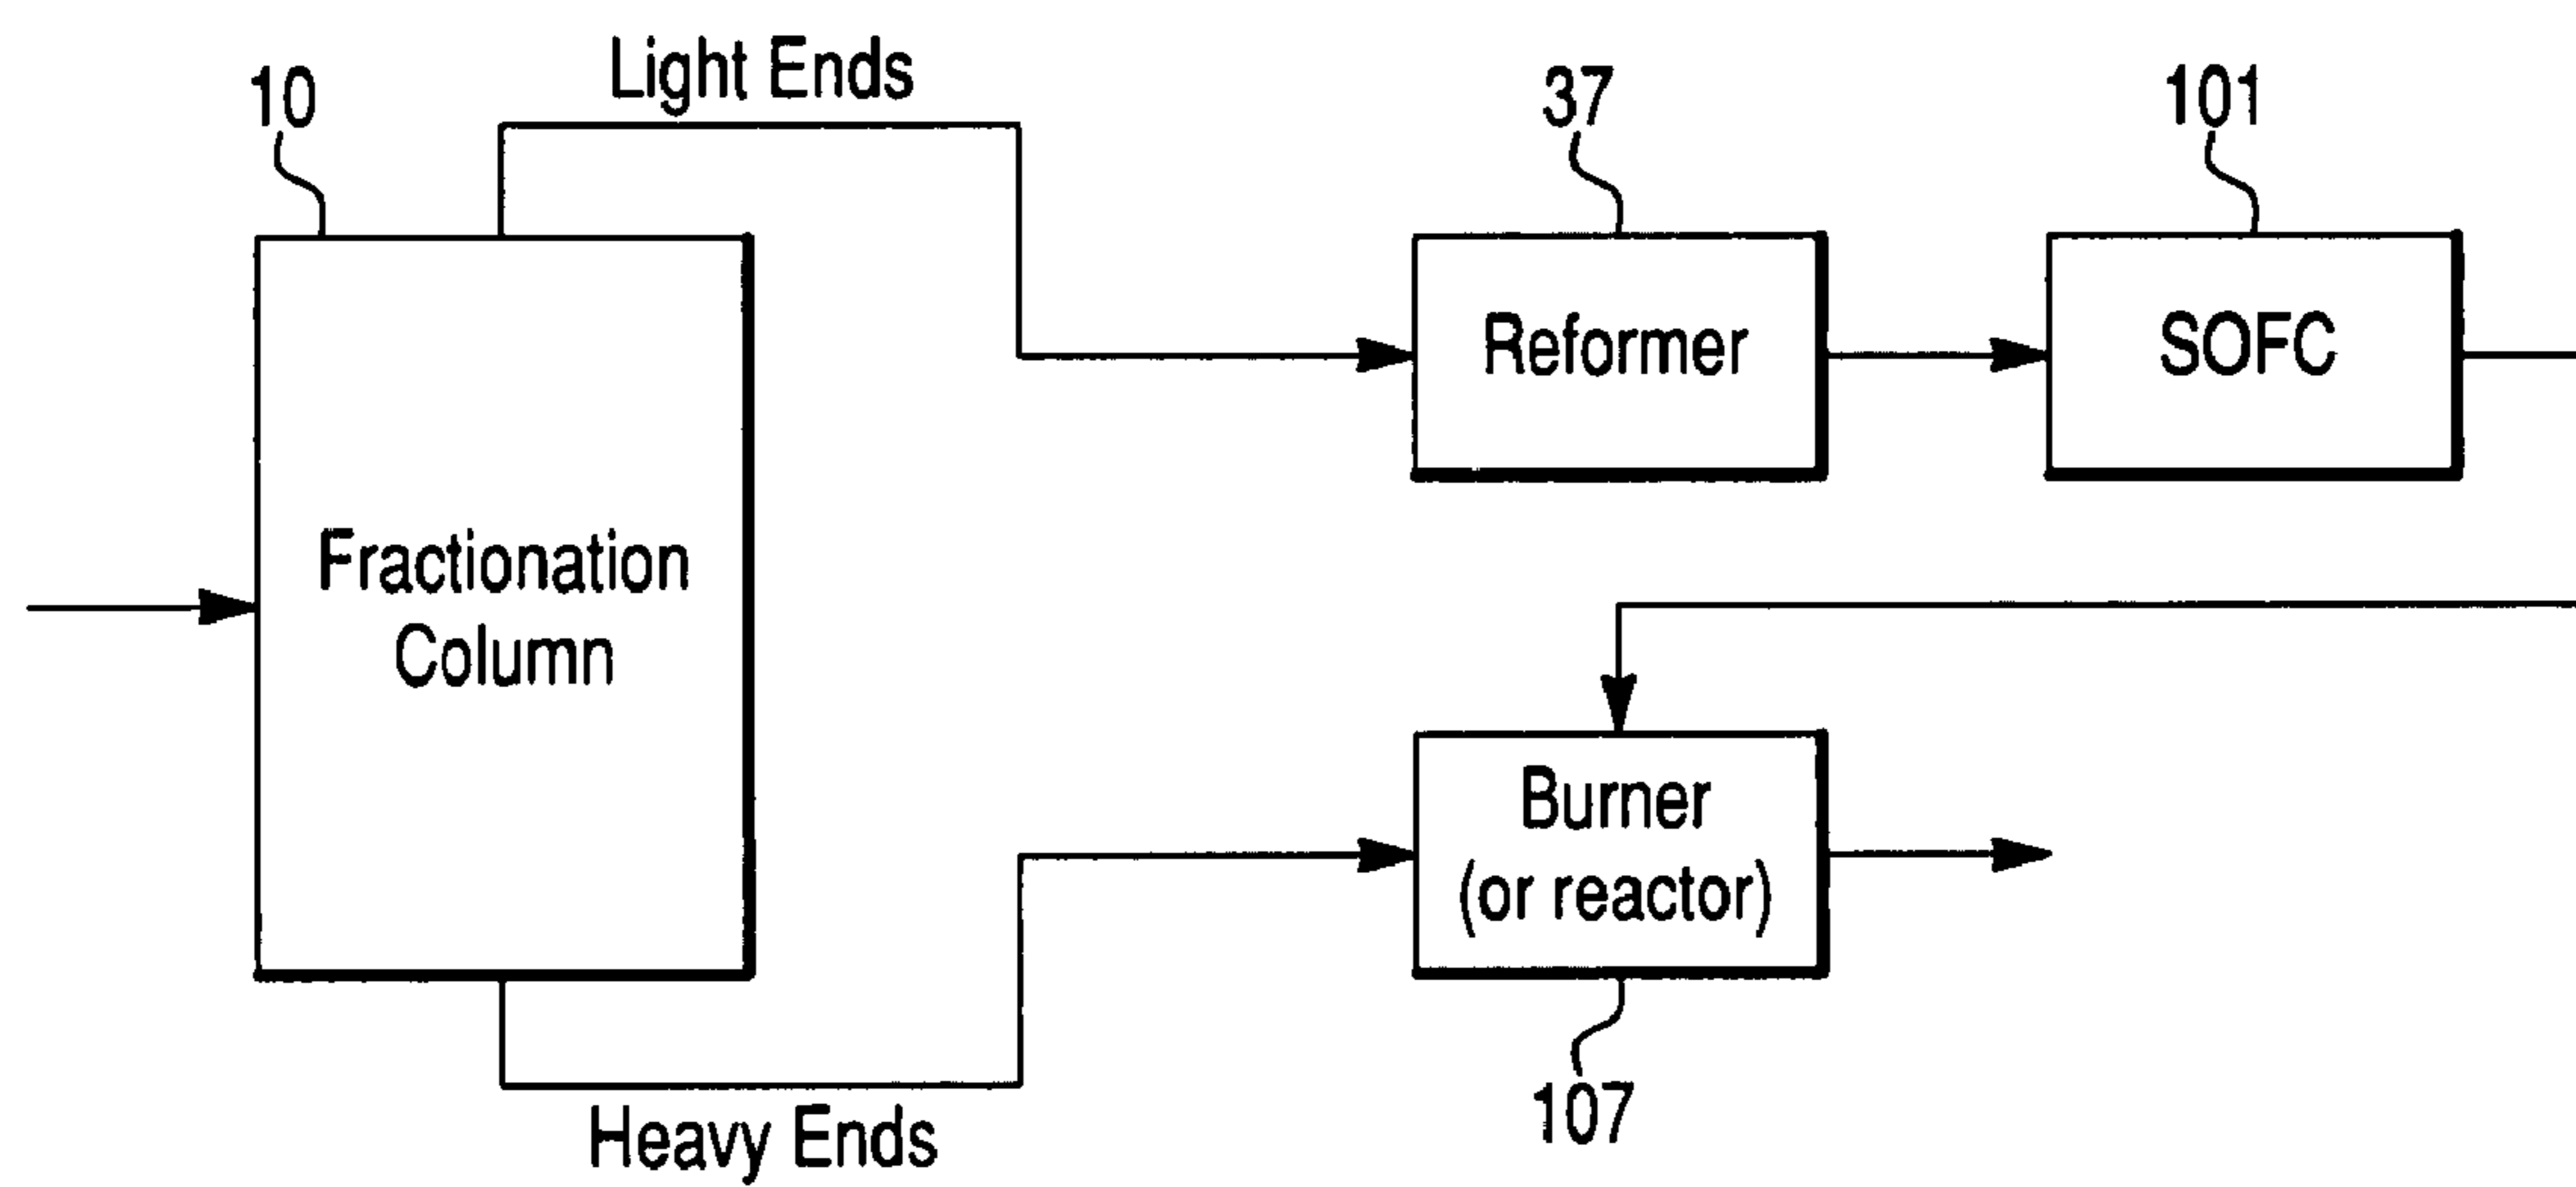 Light Ends
10
37
101
Reformer
SOFC
Fractionation
Column
Burner
(or reactor)
107
Heavy Ends